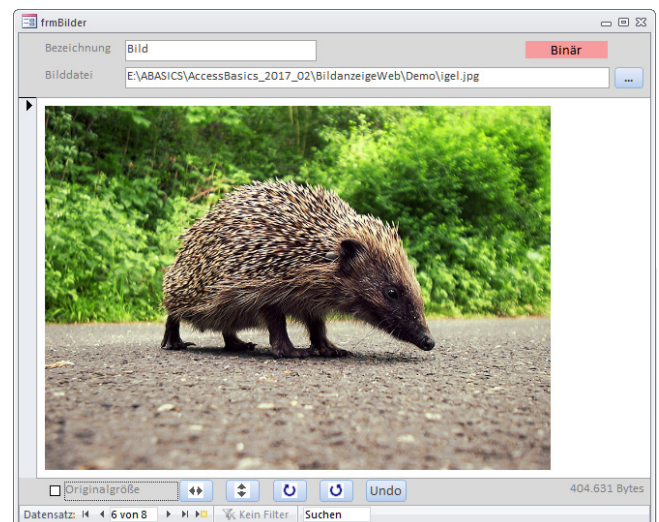 frmBilder
Bezeichnung Bild Binär
Bilddatei E:\ABASICS\AccessBasics_2017_02\BildanzeigeWeb\Demo\igel.jpg ...
Originalgröße Undo 404.631 Bytes
Datensatz: 6 von 8 Kein Filter Suchen